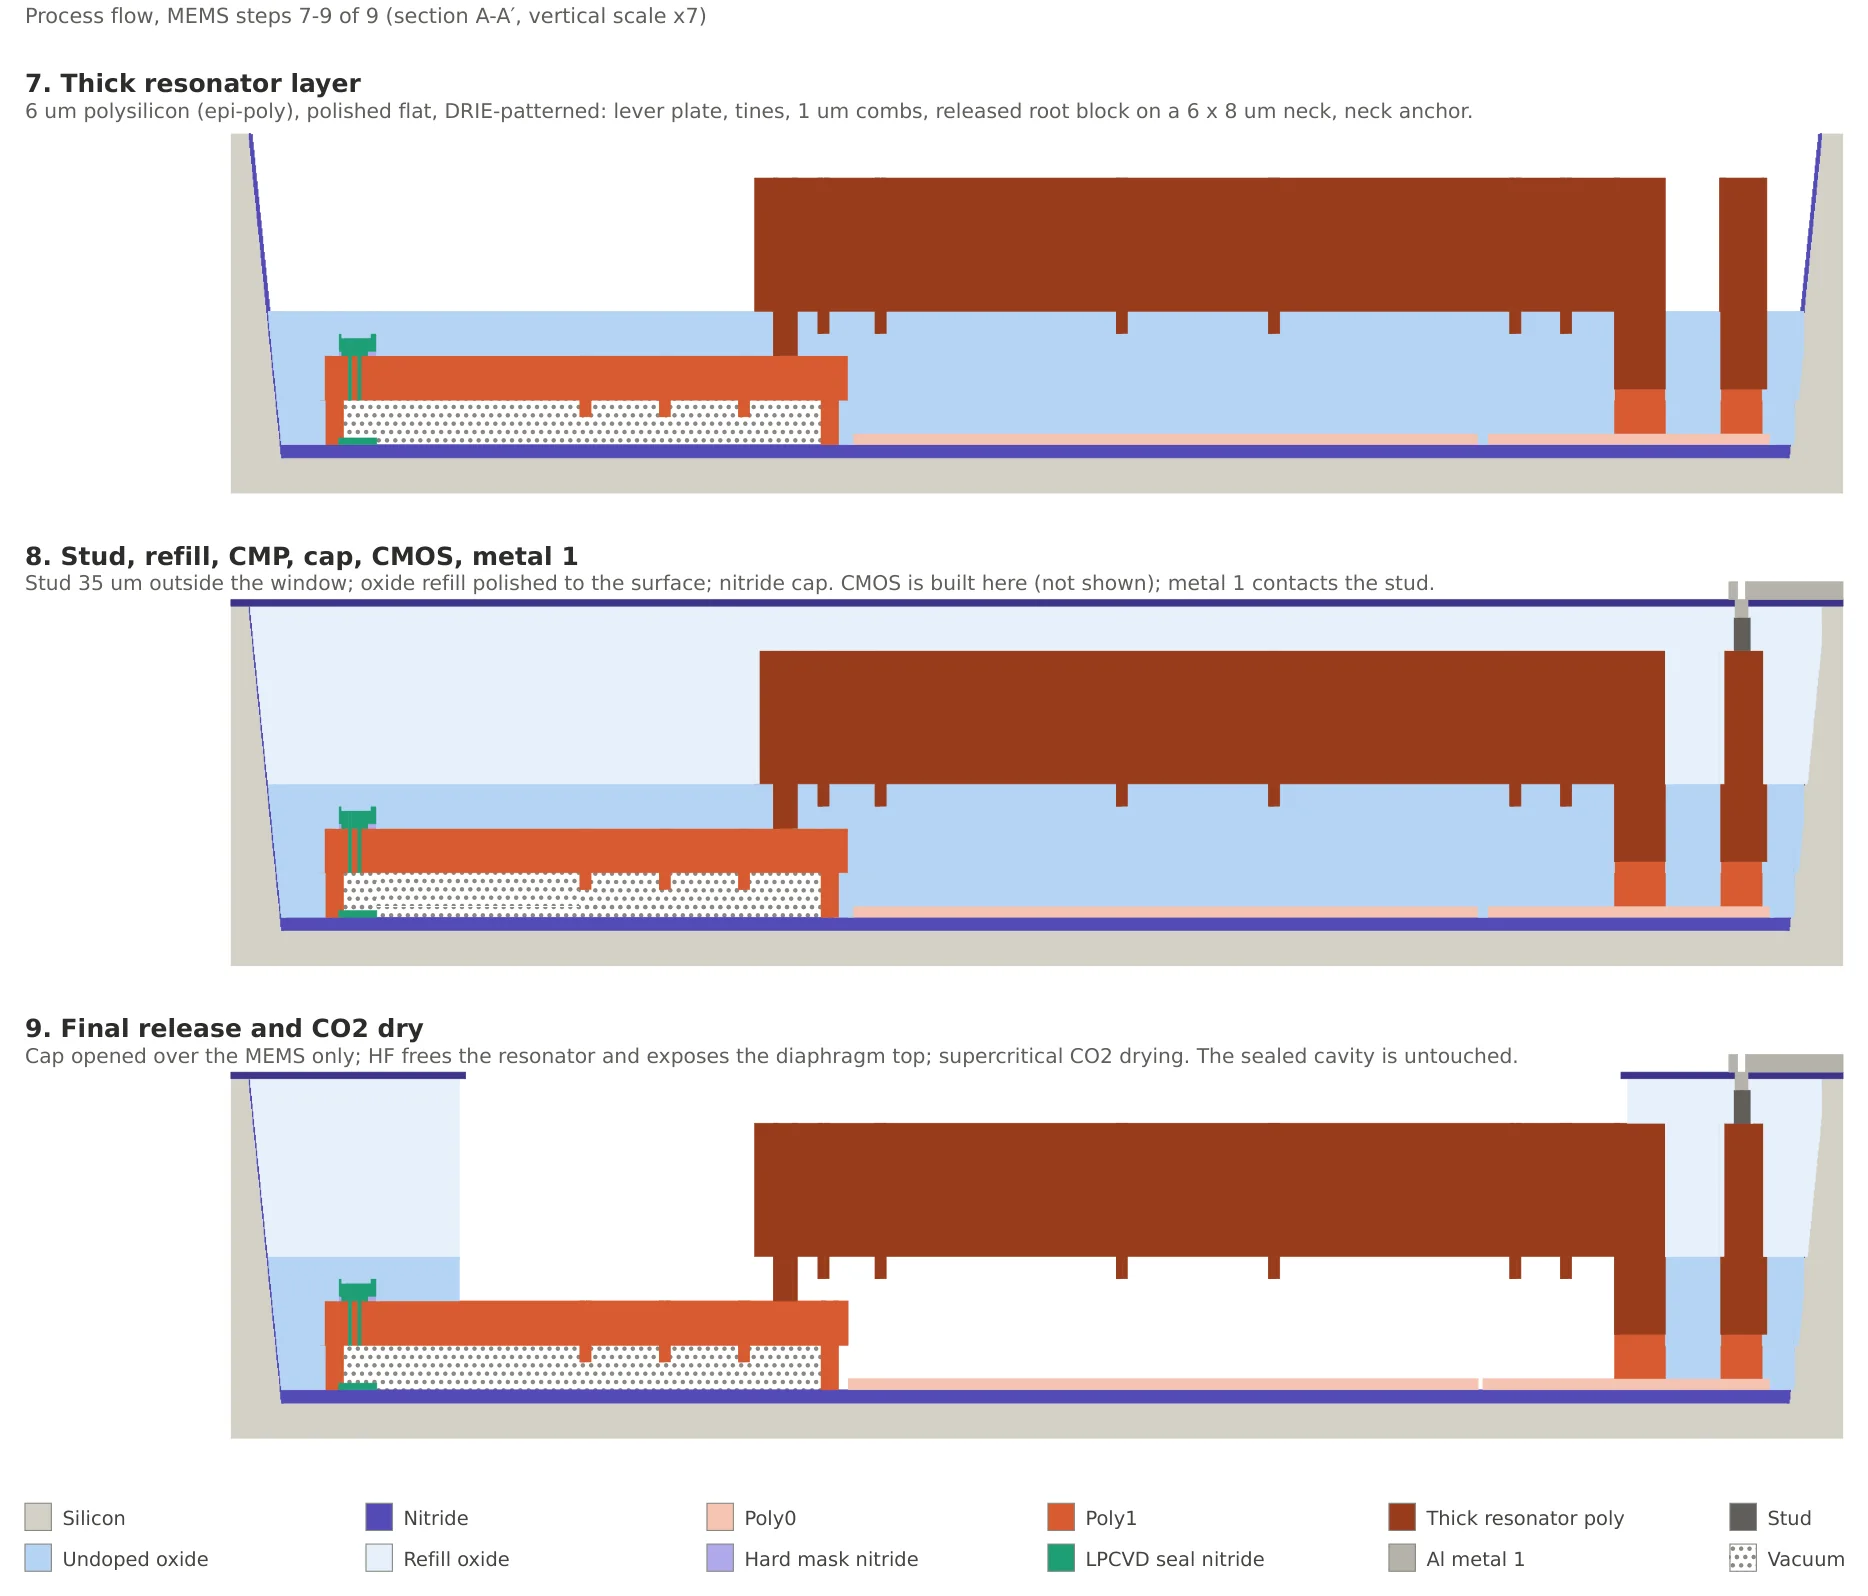 Process flow, MEMS steps 7-9 of 9 (section A-A′, vertical scale x7)
7. Thick resonator layer
6 um polysilicon (epi-poly), polished flat, DRIE-patterned: lever plate, tines, 1 um combs, released root block on a 6 x 8 um neck, neck anchor.
8. Stud, refill, CMP, cap, CMOS, metal 1
Stud 35 um outside the window; oxide refill polished to the surface; nitride cap. CMOS is built here (not shown); metal 1 contacts the stud.
9. Final release and CO2 dry
Cap opened over the MEMS only; HF frees the resonator and exposes the diaphragm top; supercritical CO2 drying. The sealed cavity is untouched.
Silicon
Nitride
Poly0
Poly1
Thick resonator poly
Stud
Undoped oxide
Refill oxide
Hard mask nitride
LPCVD seal nitride
Al metal 1
Vacuum